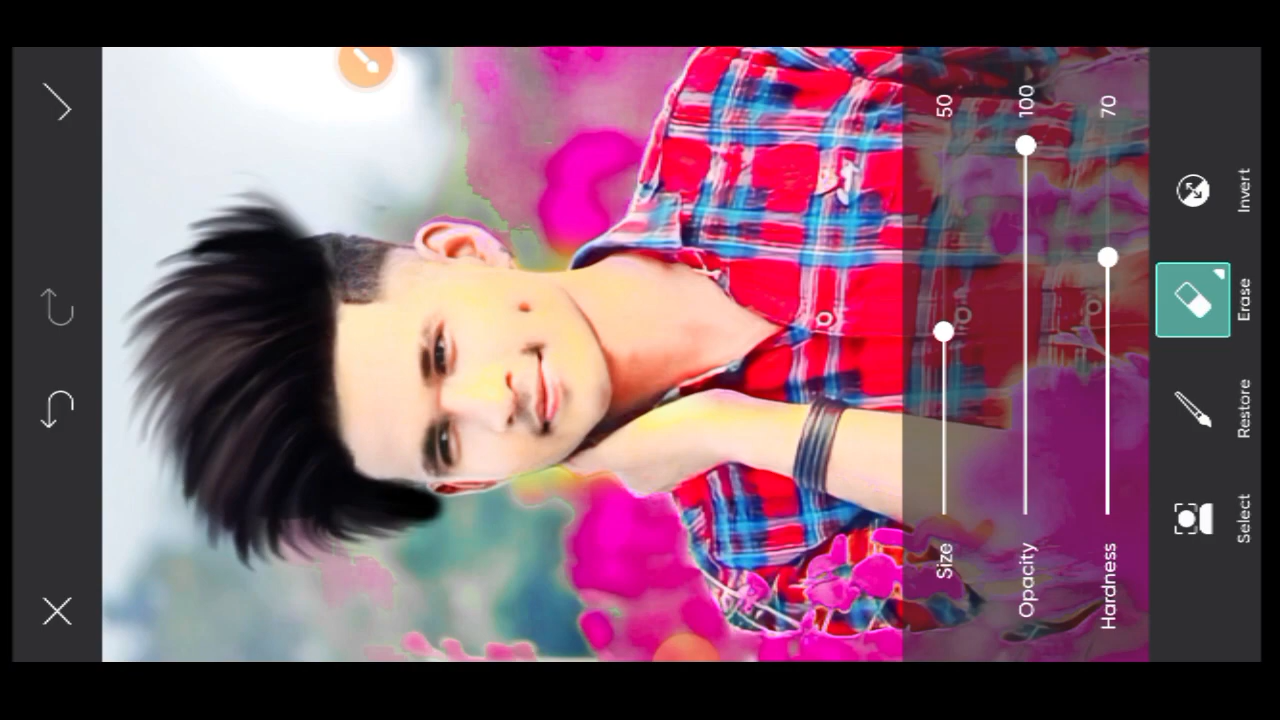 Size 50
Opacity 100
Hardness 70
Select
Restore
Erase
Invert